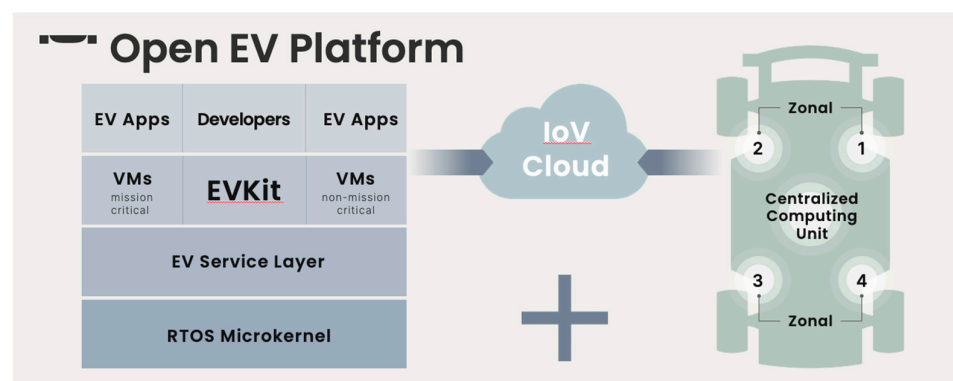 Open EV Platform
EV Apps
Developers
EV Apps
VMs
mission
critical
EVKit
VMs
non-mission
critical
EV Service Layer
RTOS Microkernel
IoV
Cloud
Zonal
2
1
Centralized
Computing
Unit
3
4
Zonal